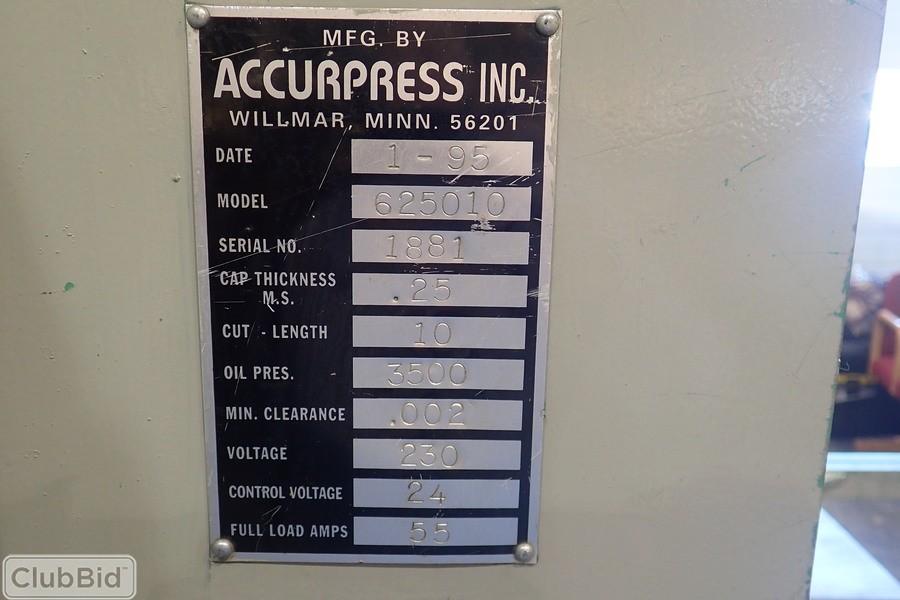 MFG. BY
ACCURPRESS INC.
WILLMAR, MINN. 56201
DATE 1-95
MODEL 625010
SERIAL NO. 1881
CAP THICKNESS M.S. .25
CUT - LENGTH 10
OIL PRES. 3500
MIN. CLEARANCE .002
VOLTAGE 230
CONTROL VOLTAGE 24
FULL LOAD AMPS 55
ClubBid™